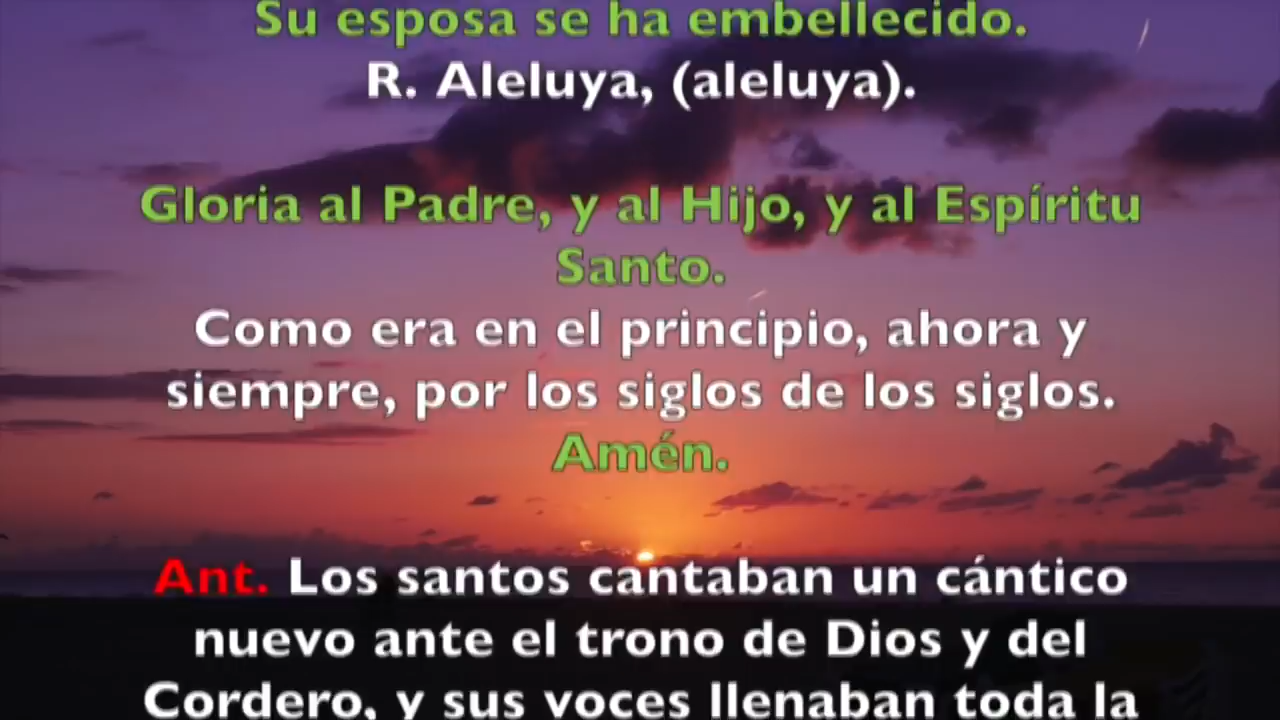 Su esposa se ha embellecido.
R. Aleluya, (aleluya).
Gloria al Padre, y al Hijo, y al Espíritu
Santo.
Como era en el principio, ahora y
siempre, por los siglos de los siglos.
Amén.
Ant. Los santos cantaban un cántico
nuevo ante el trono de Dios y del
Cordero, y sus voces llenaban toda la